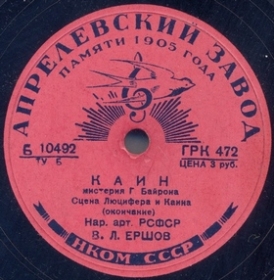 АПРЕЛЕВСКИЙ ЗАВОД
ПАМЯТИ 1905 ГОДА
Б 10492
ГРК 472
ТУ Б
ЦЕНА 3 руб.
КАИН
мистерия Г. Байрона
Сцена Люцифера и Каина
(окончание)
Нар. арт. РСФСР
В. Л. ЕРШОВ
НКОМ СССР